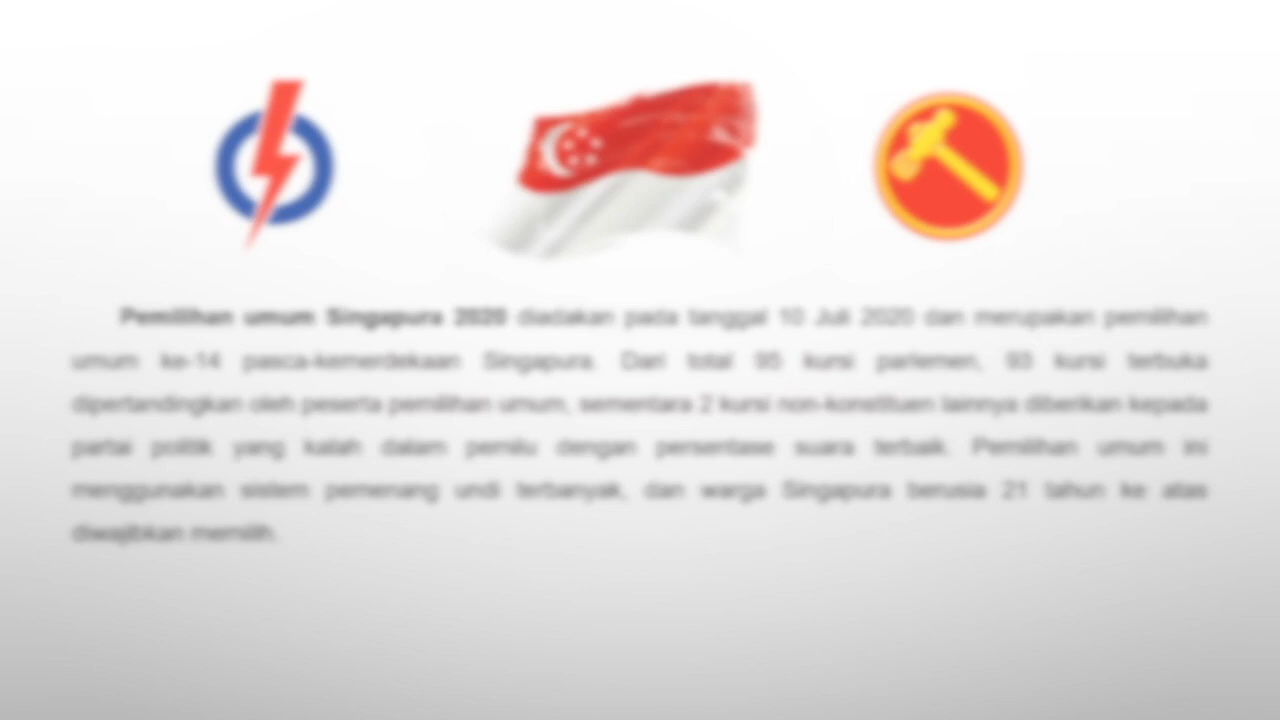 Pemilihan umum Singapura 2020 diadakan pada tanggal 10 Juli 2020 dan merupakan pemilihan
umum ke-14 pasca-kemerdekaan Singapura. Dari total 95 kursi parlemen, 93 kursi terbuka
dipertandingkan oleh peserta pemilihan umum, sementara 2 kursi non-konstituen lainnya diberikan kepada
partai politik yang kalah dalam pemilu dengan persentase suara terbaik. Pemilihan umum ini
menggunakan sistem pemenang undi terbanyak, dan warga Singapura berusia 21 tahun ke atas
diwajibkan memilih.